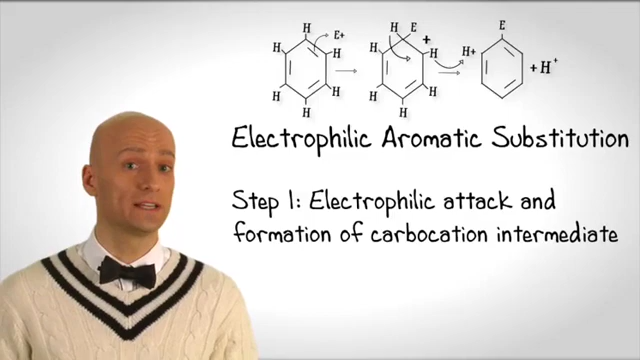 H H E E
H E+ + H+
H H H H + H+
H H H H
H H
Electrophilic Aromatic Substitution
Step 1: Electrophilic attack and
formation of carbocation intermediate